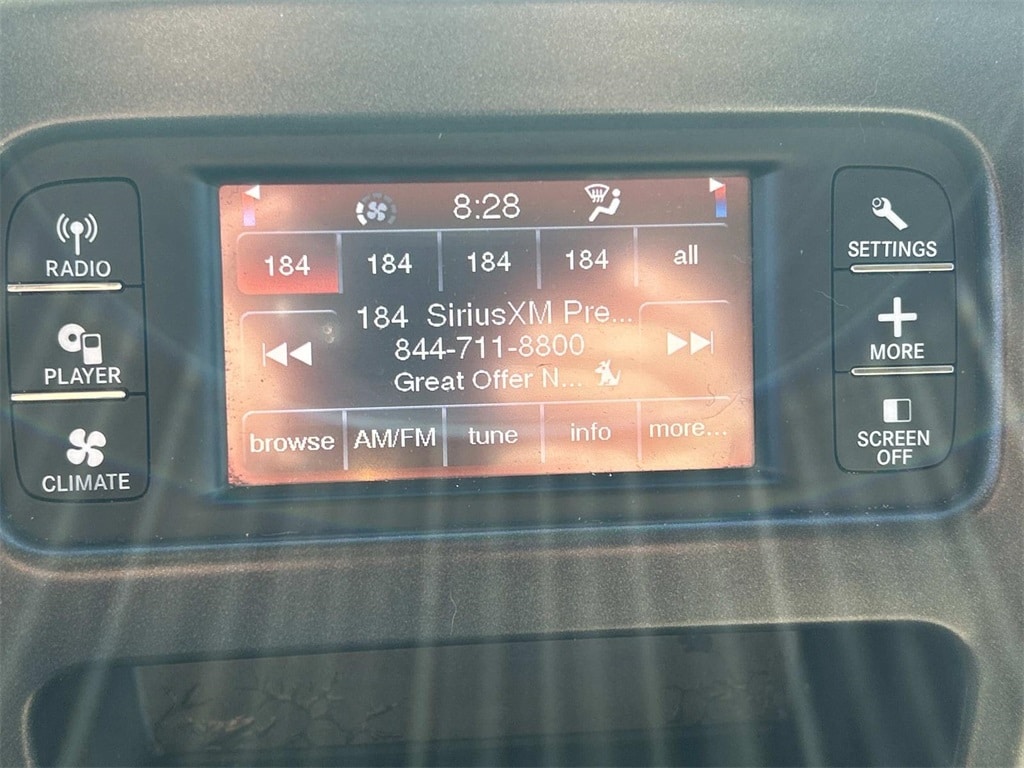 8:28
184 184 184 184 all
184 SiriusXM Pre...
844-711-8800
Great Offer N...
browse AM/FM tune info more...
RADIO
PLAYER
CLIMATE
SETTINGS
MORE
SCREEN
OFF